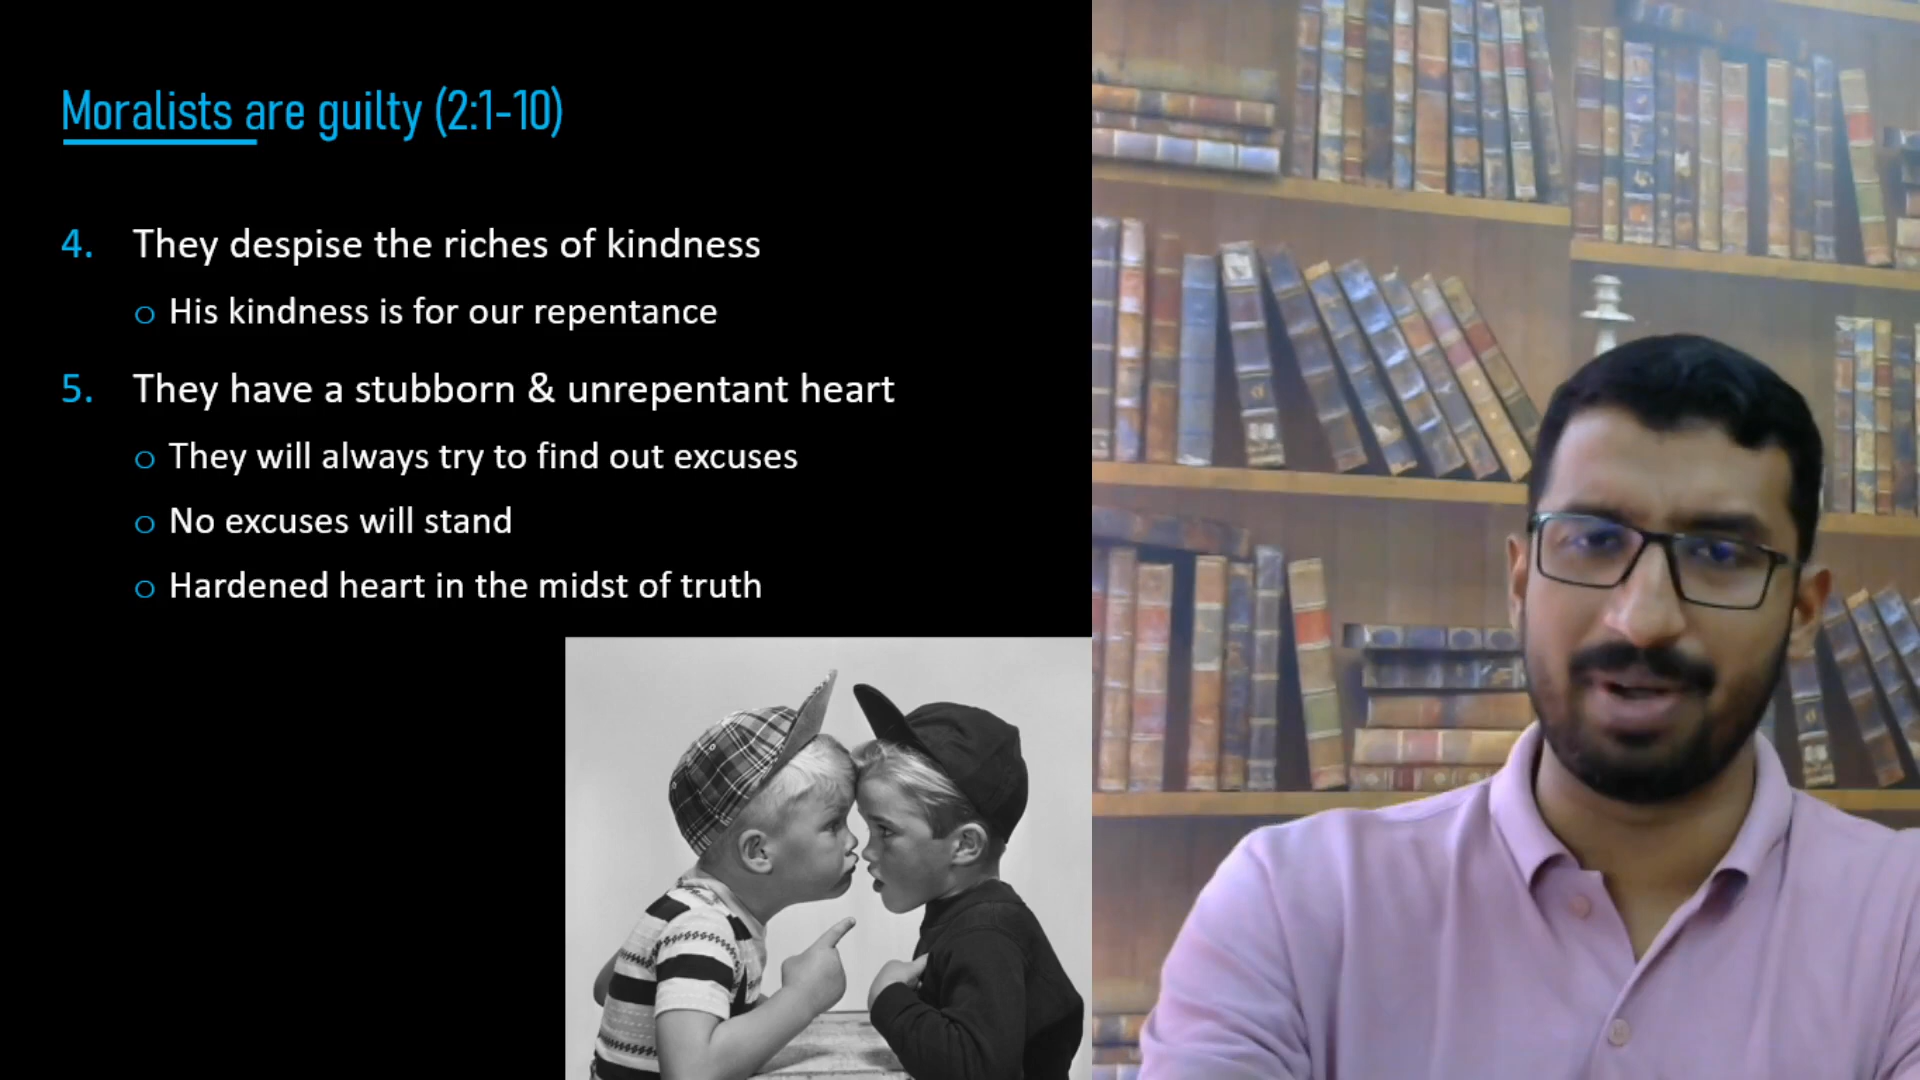 Moralists are guilty (2:1-10)
4. They despise the riches of kindness
o His kindness is for our repentance
5. They have a stubborn & unrepentant heart
o They will always try to find out excuses
o No excuses will stand
o Hardened heart in the midst of truth